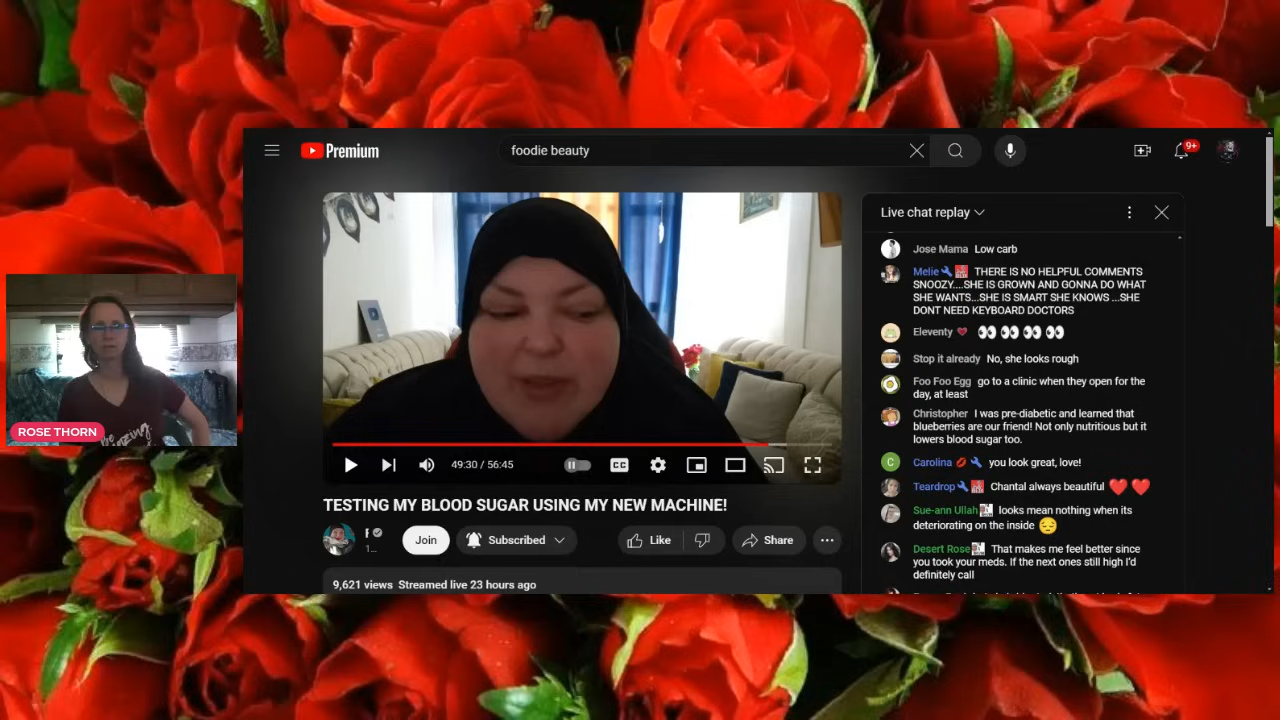 Premium
foodie beauty
9+
Live chat replay
Jose Mama Low carb
Melie THERE IS NO HELPFUL COMMENTS
SNOOZY....SHE IS GROWN AND GONNA DO WHAT
SHE WANTS...SHE IS SMART SHE KNOWS ...SHE
DONT NEED KEYBOARD DOCTORS
Eleventy
Stop it already No, she looks rough
Foo Foo Egg go to a clinic when they open for the
day, at least
Christopher I was pre-diabetic and learned that
blueberries are our friend! Not only nutritious but it
lowers blood sugar too.
C Carolina you look great, love!
Teardrop Chantal always beautiful
Sue-ann Ullah looks mean nothing when its
deteriorating on the inside
Desert Rose That makes me feel better since
you took your meds. If the next ones still high I'd
definitely call
ROSE THORN
49:30 / 56:45
CC
TESTING MY BLOOD SUGAR USING MY NEW MACHINE!
F
1...
Join
Subscribed
Like
Share
9,621 views Streamed live 23 hours ago